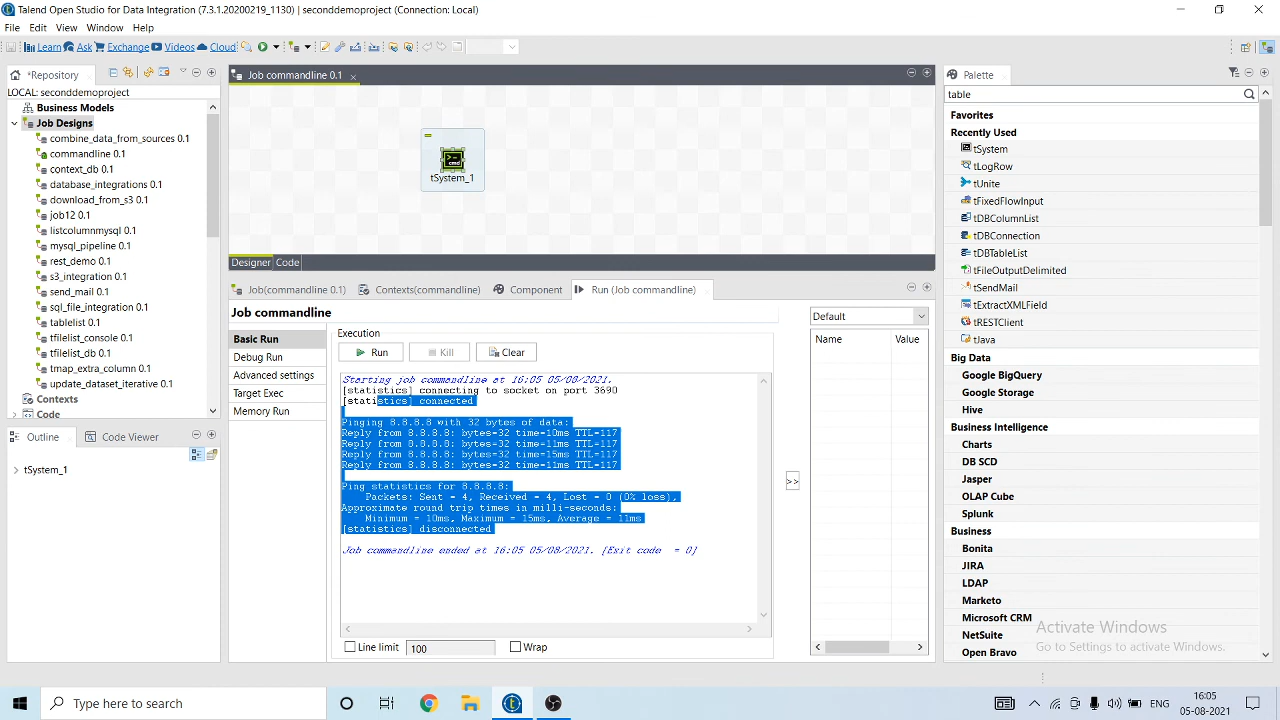 Talend Open Studio for Data Integration (7.3.1.20200219_1130) | seconddemoproject (Connection: Local)
File Edit View Window Help
Learn Ask Exchange Videos Cloud
*Repository
LOCAL: seconddemoproject
Business Models
Job Designs
combine_data_from_sources 0.1
commandline 0.1
context_db 0.1
database_integrations 0.1
download_from_s3 0.1
job12 0.1
listcolumnmysql 0.1
mysql_pipeline 0.1
rest_demo 0.1
s3_integration 0.1
send_mail 0.1
sql_file_integration 0.1
tablelist 0.1
tfilelist_console 0.1
tfilelist_db 0.1
tmap_extra_column 0.1
update_dataset_iterative 0.1
Contexts
Code
Outline Code Viewer
tSystem_1
Job commandline 0.1
>-
cmd
tSystem_1
Designer Code
Job(commandline 0.1) Contexts(commandline) Component Run (Job commandline)
Job commandline
Basic Run
Debug Run
Advanced settings
Target Exec
Memory Run
Execution
Run Kill Clear
Starting job commandline at 16:05 05/08/2021.
[statistics] connecting to socket on port 3690
[statistics] connected
Pinging 8.8.8.8 with 32 bytes of data:
Reply from 8.8.8.8: bytes=32 time=10ms TTL=117
Reply from 8.8.8.8: bytes=32 time=11ms TTL=117
Reply from 8.8.8.8: bytes=32 time=15ms TTL=117
Reply from 8.8.8.8: bytes=32 time=11ms TTL=117
Ping statistics for 8.8.8.8:
Packets: Sent = 4, Received = 4, Lost = 0 (0% loss),
Approximate round trip times in milli-seconds:
Minimum = 10ms, Maximum = 15ms, Average = 11ms
[statistics] disconnected
Job commandline ended at 16:05 05/08/2021. [Exit code = 0]
Line limit 100 Wrap
>>
Default
Name Value
Palette
table
Favorites
Recently Used
tSystem
tLogRow
tUnite
tFixedFlowInput
tDBColumnList
tDBConnection
tDBTableList
tFileOutputDelimited
tSendMail
tExtractXMLField
tRESTClient
tJava
Big Data
Google BigQuery
Google Storage
Hive
Business Intelligence
Charts
DB SCD
Jasper
OLAP Cube
Splunk
Business
Bonita
JIRA
LDAP
Marketo
Microsoft CRM
NetSuite
Open Bravo
Activate Windows
Go to Settings to activate Windows.
Type here to search
ENG
16:05
05-08-2021